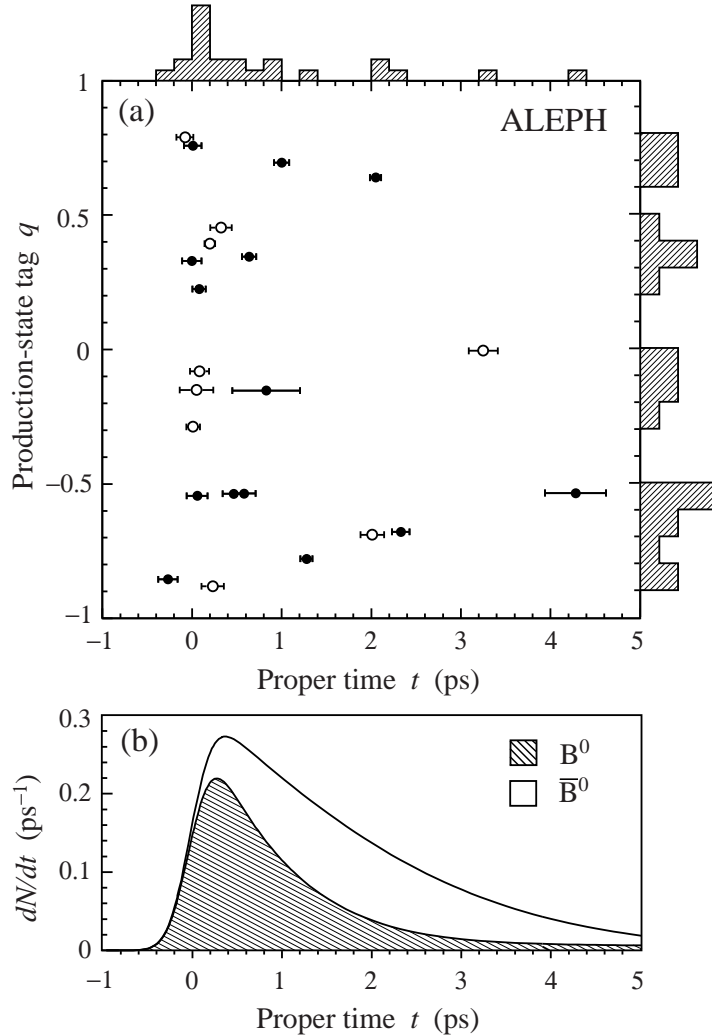 1
(a)
ALEPH
0.5
Production-state tag q
0
−0.5
−1
−1 0 1 2 3 4 5
Proper time t (ps)
0.3
(b)
B⁰
B̅⁰
0.2
dN/dt (ps⁻¹)
0.1
0
−1 0 1 2 3 4 5
Proper time t (ps)